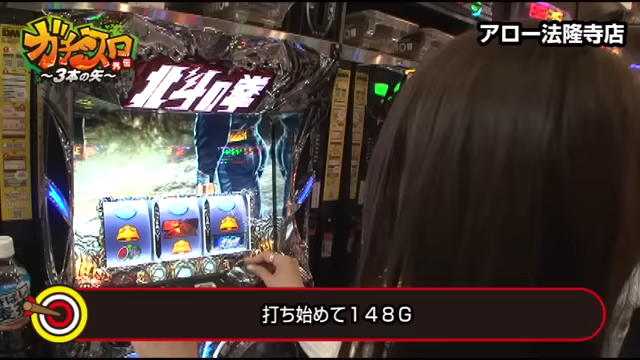 ガチスロ
外伝
～3本の矢～
アロー法隆寺店
北斗の拳
打ち始めて148G